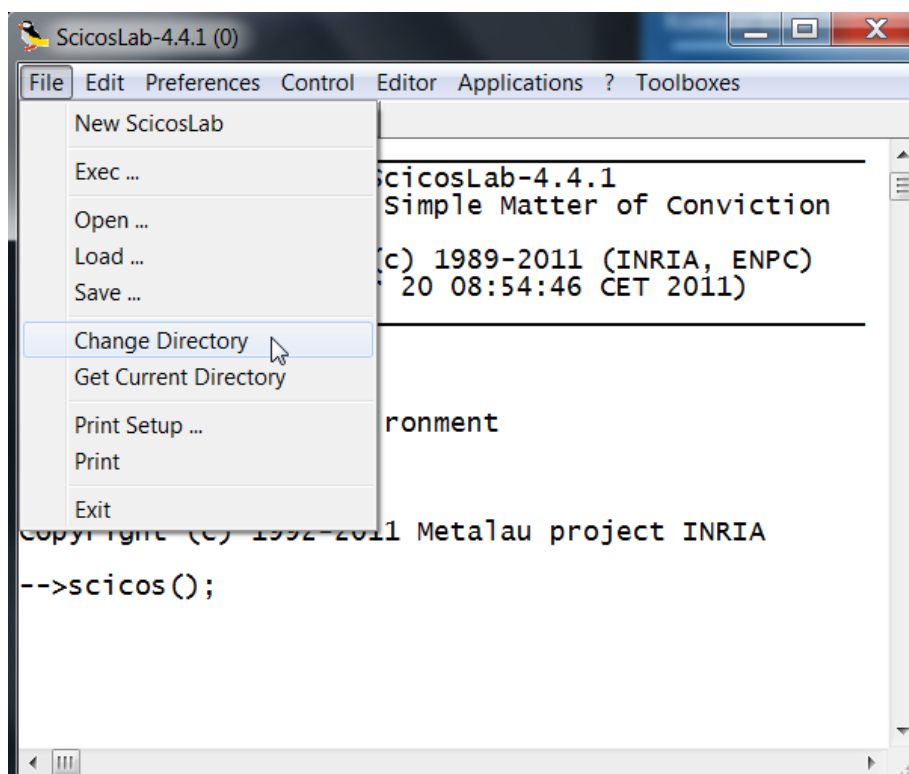 ScicosLab-4.4.1 (0)
File Edit Preferences Control Editor Applications ? Toolboxes
New ScicosLab
Exec ...
Open ...
Load ...
Save ...
Change Directory
Get Current Directory
Print Setup ...
Print
Exit
ScicosLab-4.4.1
Simple Matter of Conviction
(c) 1989-2011 (INRIA, ENPC)
20 08:54:46 CET 2011)
ronment
Copyright (c) 1992-2011 Metalau project INRIA
-->scicos();